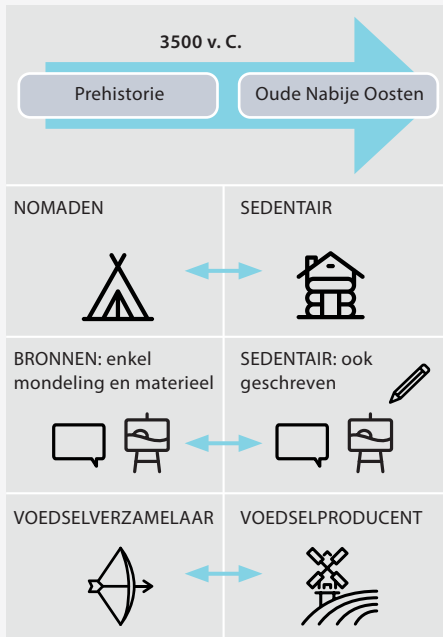 3500 v. C.
Prehistorie
Oude Nabije Oosten
NOMADEN
SEDENTAIR
BRONNEN: enkel
mondeling en materieel
SEDENTAIR: ook
geschreven
VOEDSELVERZAMELAAR
VOEDSELPRODUCENT